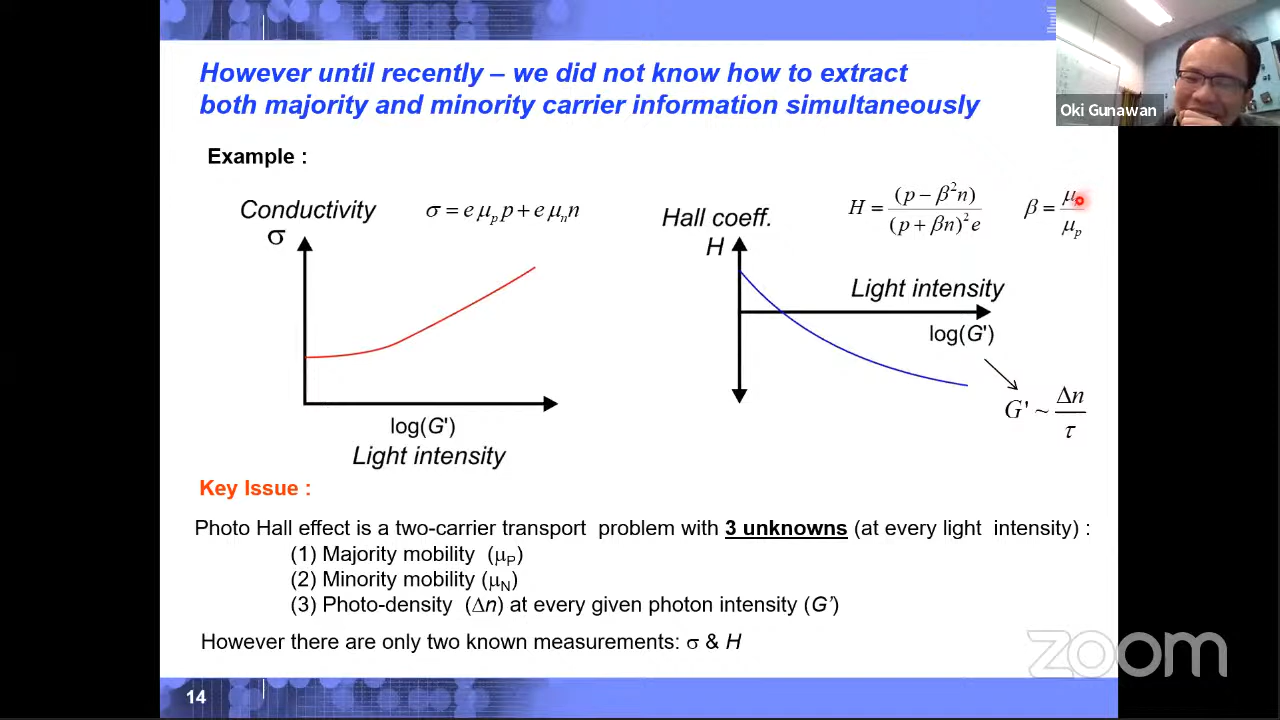 However until recently – we did not know how to extract
both majority and minority carrier information simultaneously
Oki Gunawan
Example :
Conductivity
σ
σ = e μp p + e μn n
log(G')
Light intensity
Hall coeff.
H
H = (p − β²n) / (p + βn)² e
β = μ / μp
Light intensity
log(G')
G' ~ Δn / τ
Key Issue :
Photo Hall effect is a two-carrier transport problem with 3 unknowns (at every light intensity) :
(1) Majority mobility (μP)
(2) Minority mobility (μN)
(3) Photo-density (Δn) at every given photon intensity (G')
However there are only two known measurements: σ & H
zoom
14